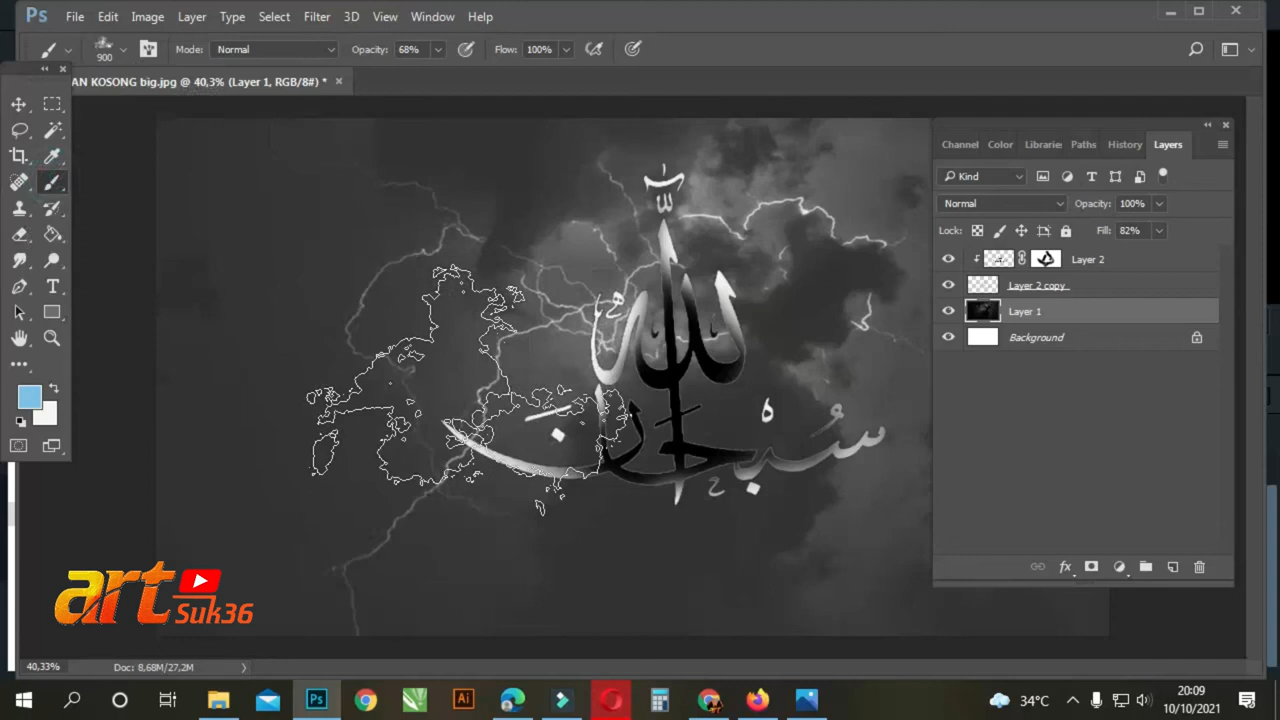 Ps File Edit Image Layer Type Select Filter 3D View Window Help
900 Mode: Normal Opacity: 68% Flow: 100%
AN KOSONG big.jpg @ 40,3% (Layer 1, RGB/8#) *
Channel Color Librarie Paths History Layers
Kind
Normal Opacity: 100%
Lock: Fill: 82%
Layer 2
Layer 2 copy
Layer 1
Background
سبحان الله
art
Suk36
40,33% Doc: 8,68M/27,2M
Ps Ai 34°C 20:09
10/10/2021